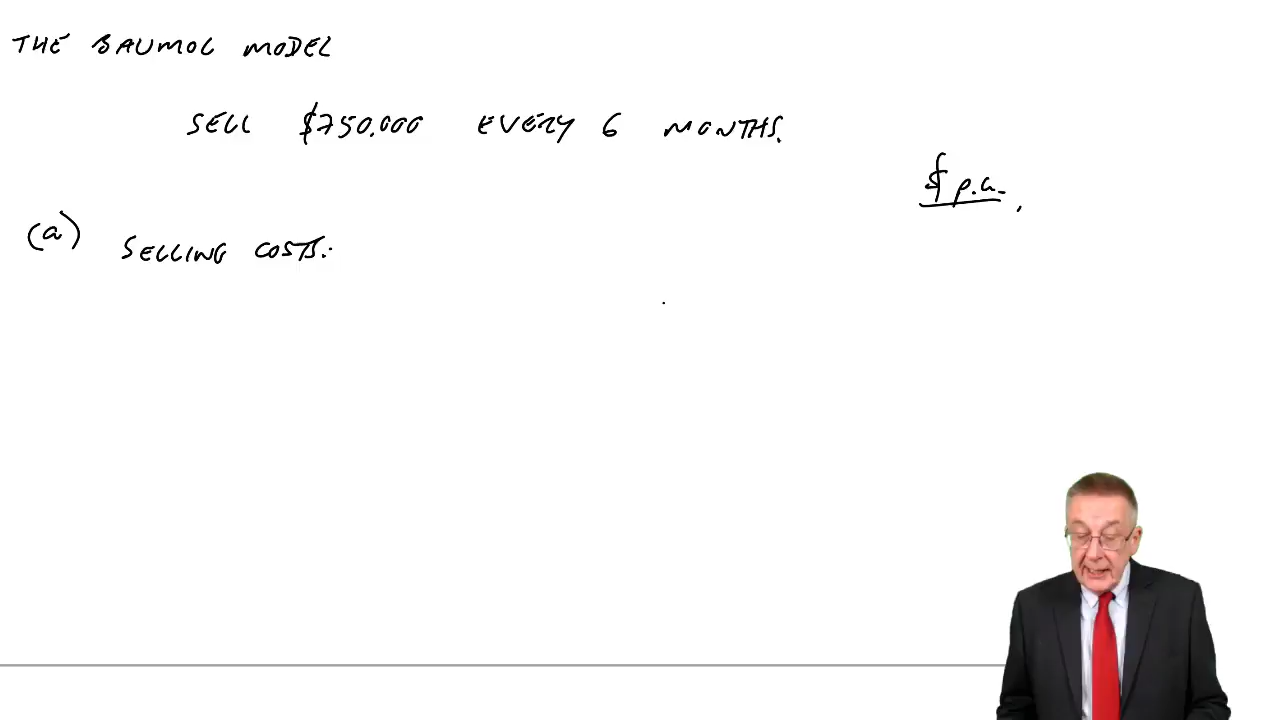 THE BAUMOL MODEL
SELL $750.000 EVERY 6 MONTHS.
$ p.a.
(a) SELLING COSTS: